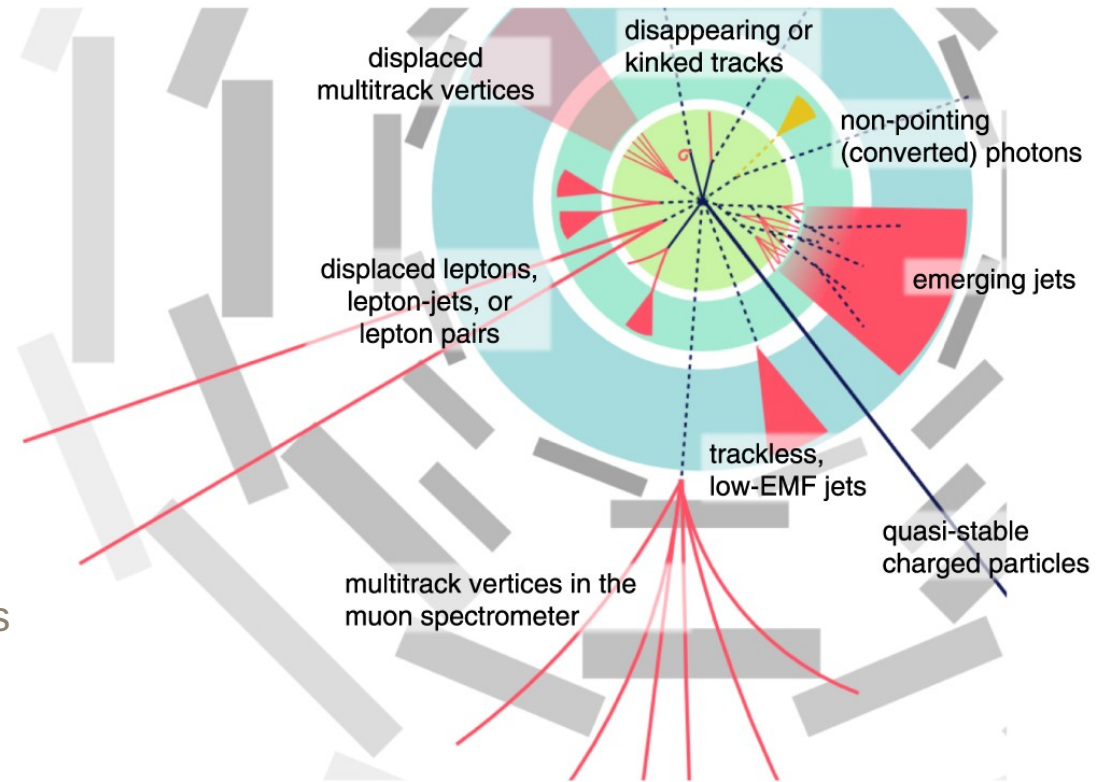 disappearing or
kinked tracks
displaced
multitrack vertices
non-pointing
(converted) photons
displaced leptons,
lepton-jets, or
lepton pairs
emerging jets
trackless,
low-EMF jets
quasi-stable
charged particles
multitrack vertices in the
muon spectrometer
s